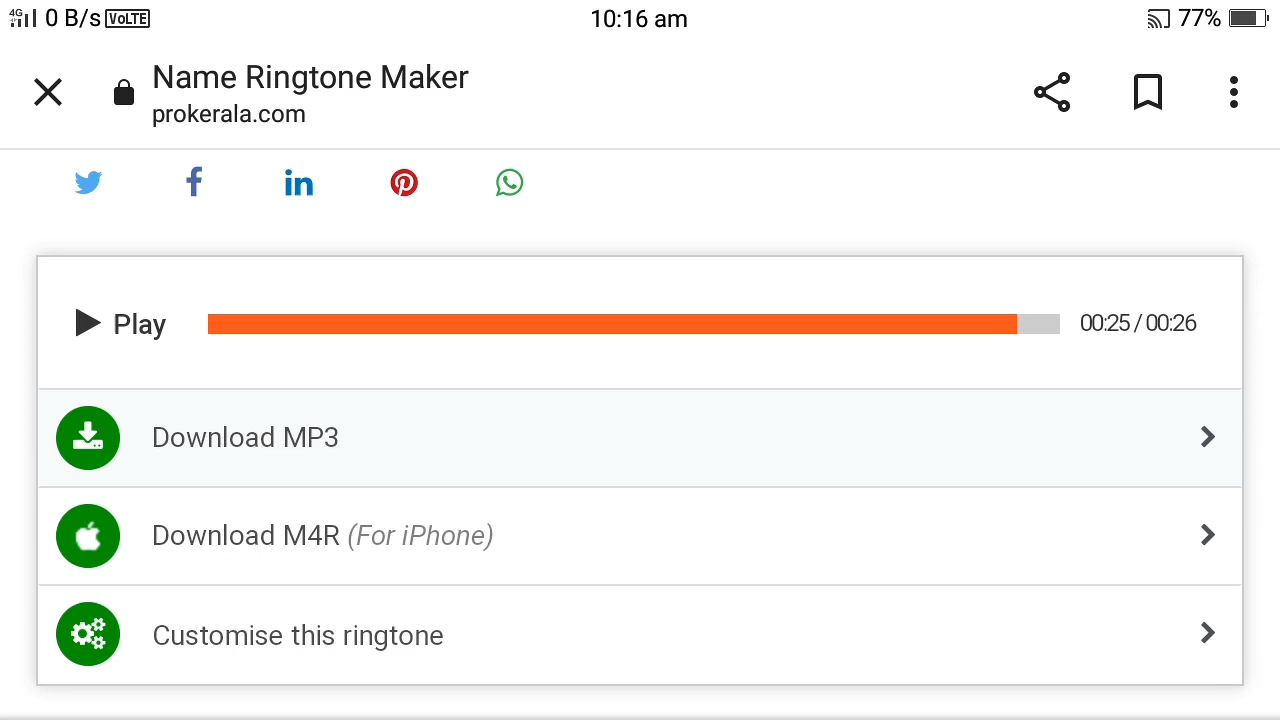 4G 0 B/s VoLTE 10:16 am 77%
Name Ringtone Maker
prokerala.com
Play 00:25 / 00:26
Download MP3
Download M4R (For iPhone)
Customise this ringtone